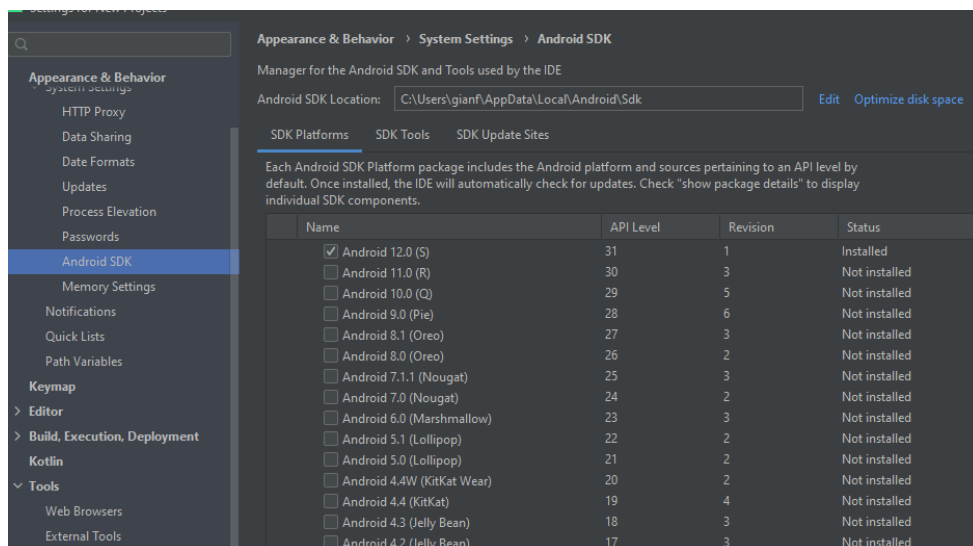 Settings for New Projects
Appearance & Behavior
System Settings
HTTP Proxy
Data Sharing
Date Formats
Updates
Process Elevation
Passwords
Android SDK
Memory Settings
Notifications
Quick Lists
Path Variables
Keymap
Editor
Build, Execution, Deployment
Kotlin
Tools
Web Browsers
External Tools
Appearance & Behavior › System Settings › Android SDK
Manager for the Android SDK and Tools used by the IDE
Android SDK Location: C:\Users\gianf\AppData\Local\Android\Sdk Edit Optimize disk space
SDK Platforms SDK Tools SDK Update Sites
Each Android SDK Platform package includes the Android platform and sources pertaining to an API level by
default. Once installed, the IDE will automatically check for updates. Check "show package details" to display
individual SDK components.
Name API Level Revision Status
Android 12.0 (S) 31 1 Installed
Android 11.0 (R) 30 3 Not installed
Android 10.0 (Q) 29 5 Not installed
Android 9.0 (Pie) 28 6 Not installed
Android 8.1 (Oreo) 27 3 Not installed
Android 8.0 (Oreo) 26 2 Not installed
Android 7.1.1 (Nougat) 25 3 Not installed
Android 7.0 (Nougat) 24 2 Not installed
Android 6.0 (Marshmallow) 23 3 Not installed
Android 5.1 (Lollipop) 22 2 Not installed
Android 5.0 (Lollipop) 21 2 Not installed
Android 4.4W (KitKat Wear) 20 2 Not installed
Android 4.4 (KitKat) 19 4 Not installed
Android 4.3 (Jelly Bean) 18 3 Not installed
Android 4.2 (Jelly Bean) 17 3 Not installed